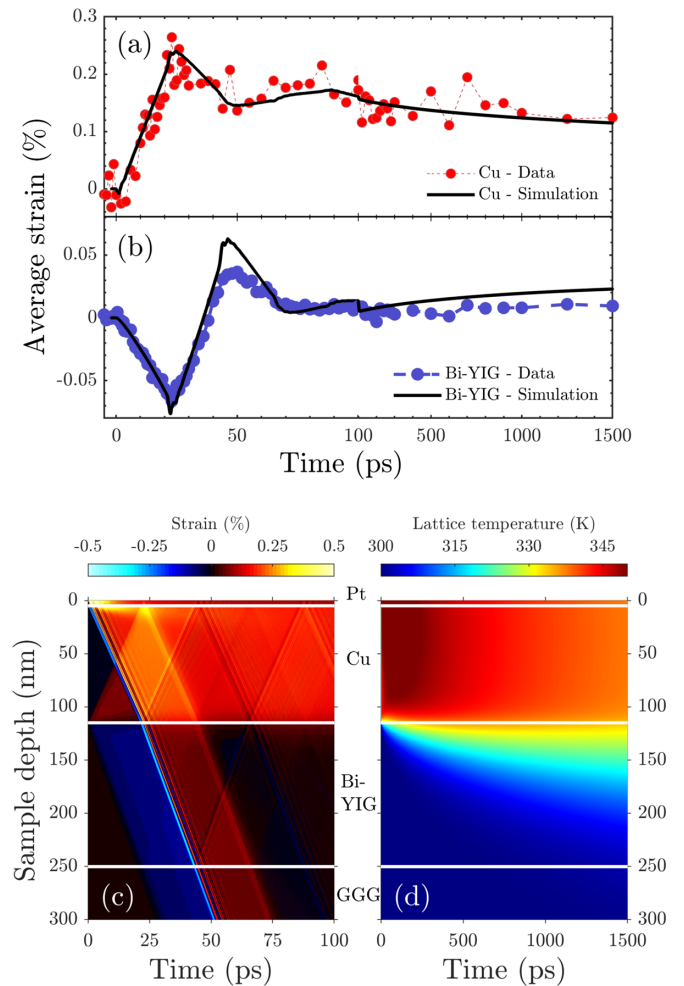 0.3
(a)
0.2
0.1
0
Cu - Data
Cu - Simulation
Average strain (%)
(b)
0.05
0
-0.05
Bi-YIG - Data
Bi-YIG - Simulation
0 50 100 500 1000 1500
Time (ps)
Strain (%) Lattice temperature (K)
-0.5 -0.25 0 0.25 0.5 300 315 330 345
0 Pt 0
50 Cu 50
100 100
150 150
Bi-
YIG
200 200
250 250
(c) GGG (d)
300 300
Sample depth (nm)
0 25 50 75 100 0 500 1000 1500
Time (ps) Time (ps)